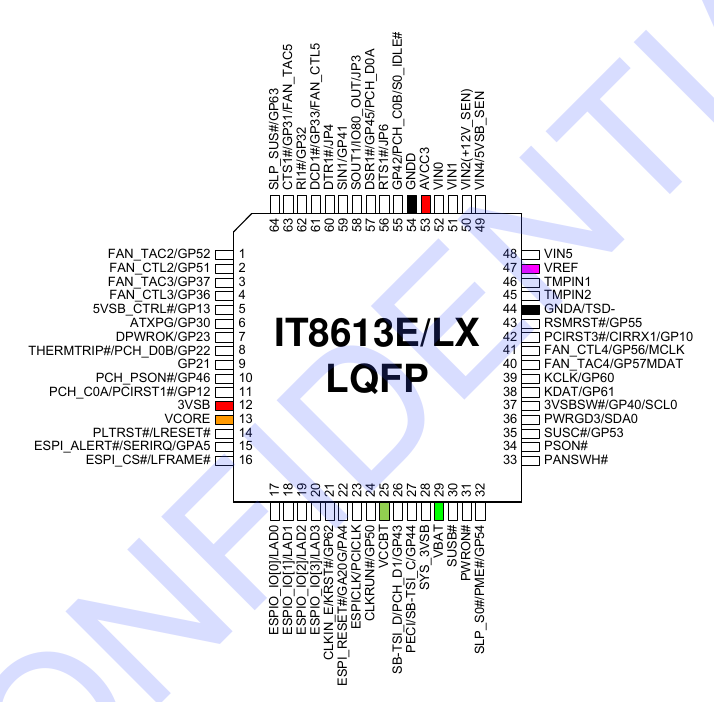 SLP_SUS#/GP63
CTS1#/GP31/FAN_TAC5
RI1#/GP32
DCD1#/GP33/FAN_CTL5
DTR1#/JP4
SIN1/GP41
SOUT1/IO80_OUT/JP3
DSR1#/GP45/PCH_D0A
RTS1#/JP6
GP42/PCH_C0B/S0_IDLE#
GNDD
AVCC3
VIN0
VIN1
VIN2(+12V_SEN)
VIN4/5VSB_SEN
64
63
62
61
60
59
58
57
56
55
54
53
52
51
50
49
FAN_TAC2/GP52 1
FAN_CTL2/GP51 2
FAN_TAC3/GP37 3
FAN_CTL3/GP36 4
5VSB_CTRL#/GP13 5
ATXPG/GP30 6
DPWROK/GP23 7
THERMTRIP#/PCH_D0B/GP22 8
GP21 9
PCH_PSON#/GP46 10
PCH_C0A/PCIRST1#/GP12 11
3VSB 12
VCORE 13
PLTRST#/LRESET# 14
ESPI_ALERT#/SERIRQ/GPA5 15
ESPI_CS#/LFRAME# 16
IT8613E/LX
LQFP
48 VIN5
47 VREF
46 TMPIN1
45 TMPIN2
44 GNDA/TSD-
43 RSMRST#/GP55
42 PCIRST3#/CIRRX1/GP10
41 FAN_CTL4/GP56/MCLK
40 FAN_TAC4/GP57MDAT
39 KCLK/GP60
38 KDAT/GP61
37 3VSBSW#/GP40/SCL0
36 PWRGD3/SDA0
35 SUSC#/GP53
34 PSON#
33 PANSWH#
17
18
19
20
21
22
23
24
25
26
27
28
29
30
31
32
ESPIO_IO[0]/LAD0
ESPIO_IO[1]/LAD1
ESPIO_IO[2]/LAD2
ESPIO_IO[3]/LAD3
CLKIN_E/KRST#/GP62
ESPI_RESET#/GA20G/PA4
ESPICLK/PCICLK
CLKRUN#/GP50
VCCBT
SB-TSI_D/PCH_D1/GP43
PECI/SB-TSI_C/GP44
SYS_3VSB
VBAT
SUSB#
PWRON#
SLP_S0#/PME#/GP54
ONFIDENTI